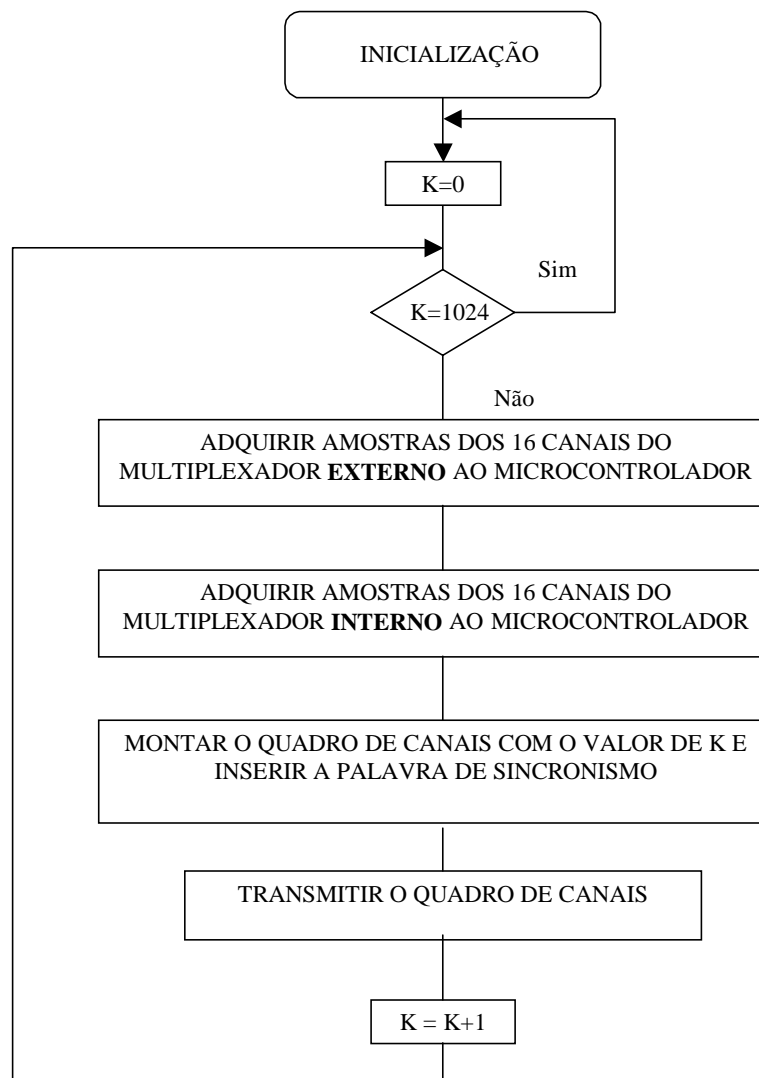 INICIALIZAÇÃO
K=0
Sim
K=1024
Não
ADQUIRIR AMOSTRAS DOS 16 CANAIS DO
MULTIPLEXADOR EXTERNO AO MICROCONTROLADOR
ADQUIRIR AMOSTRAS DOS 16 CANAIS DO
MULTIPLEXADOR INTERNO AO MICROCONTROLADOR
MONTAR O QUADRO DE CANAIS COM O VALOR DE K E
INSERIR A PALAVRA DE SINCRONISMO
TRANSMITIR O QUADRO DE CANAIS
K = K+1